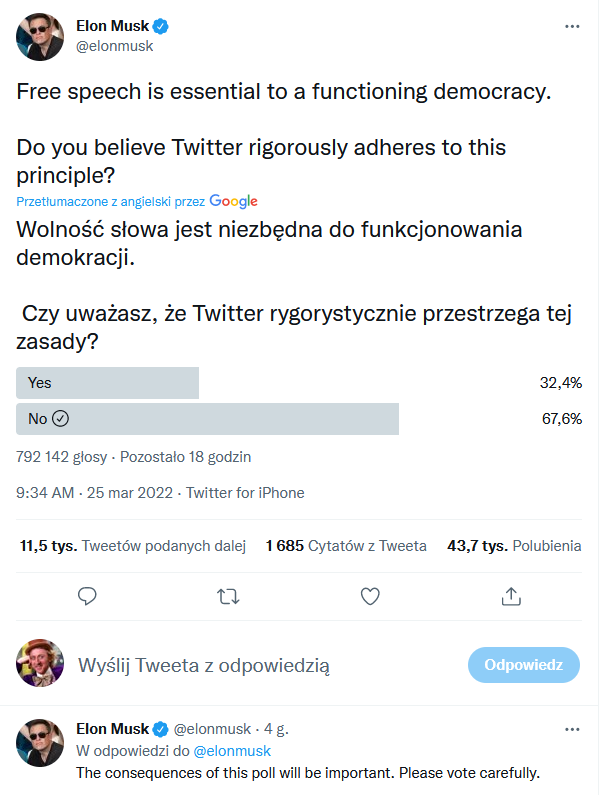 Elon Musk
@elonmusk
Free speech is essential to a functioning democracy.
Do you believe Twitter rigorously adheres to this
principle?
Przetłumaczone z angielski przez Google
Wolność słowa jest niezbędna do funkcjonowania
demokracji.
Czy uważasz, że Twitter rygorystycznie przestrzega tej
zasady?
Yes 32,4%
No 67,6%
792 142 głosy · Pozostało 18 godzin
9:34 AM · 25 mar 2022 · Twitter for iPhone
11,5 tys. Tweetów podanych dalej 1 685 Cytatów z Tweeta 43,7 tys. Polubienia
Wyślij Tweeta z odpowiedzią Odpowiedz
Elon Musk @elonmusk · 4 g.
W odpowiedzi do @elonmusk
The consequences of this poll will be important. Please vote carefully.